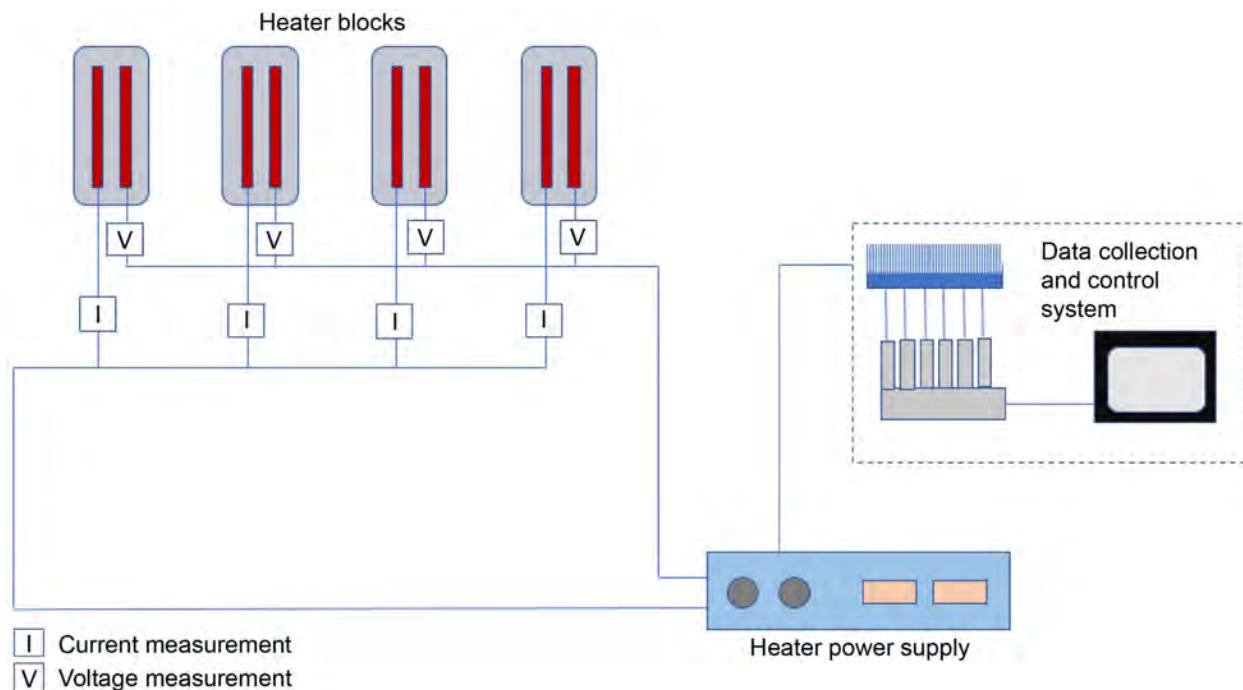 Heater blocks
V
V
V
V
I
I
I
I
Data collection
and control
system
Heater power supply
I Current measurement
V Voltage measurement